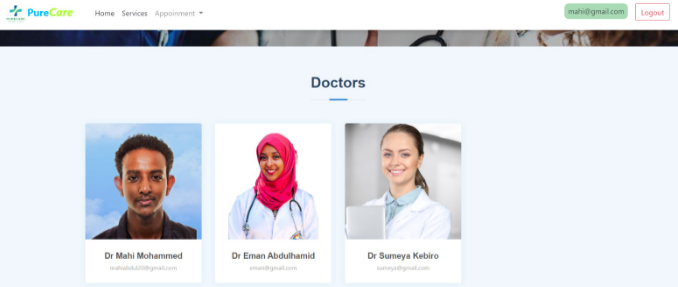 PureCare
Home Services Appoinment
mahi@gmail.com
Logout
Doctors
Dr Mahi Mohammed
Dr Eman Abdulhamid
eman@gmail.com
Dr Sumeya Kebiro
sumeya@gmail.com